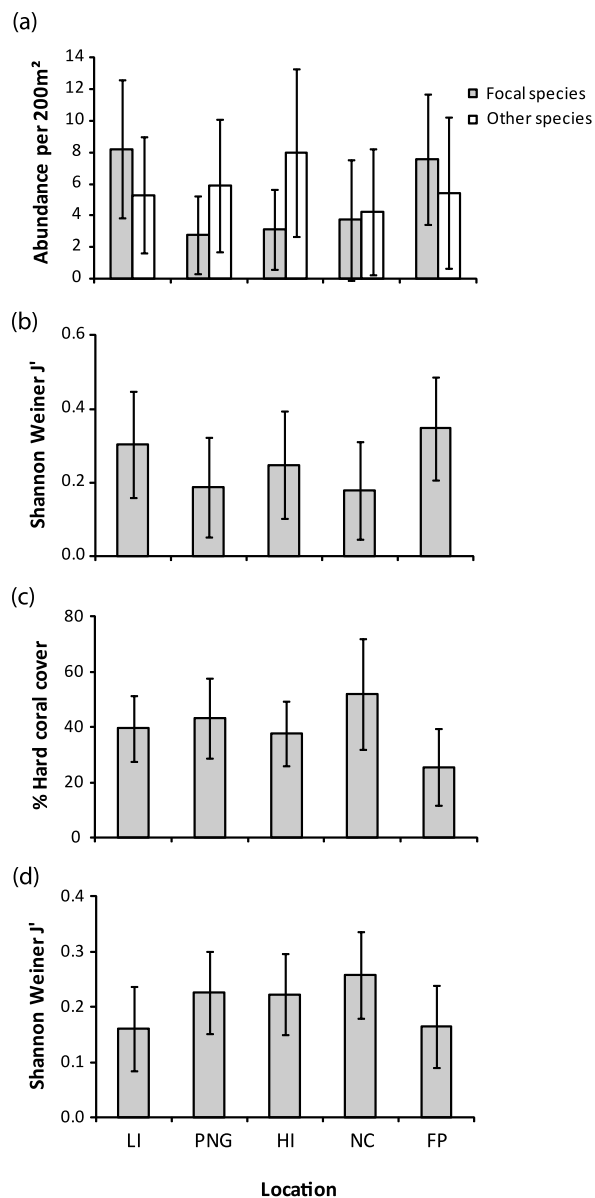 (a)
Abundance per 200m²
14
12
10
8
6
4
2
0
Focal species
Other species
(b)
Shannon Weiner J'
0.6
0.4
0.2
0.0
(c)
% Hard coral cover
80
60
40
20
0
(d)
Shannon Weiner J'
0.4
0.3
0.2
0.1
0.0
LI PNG HI NC FP
Location